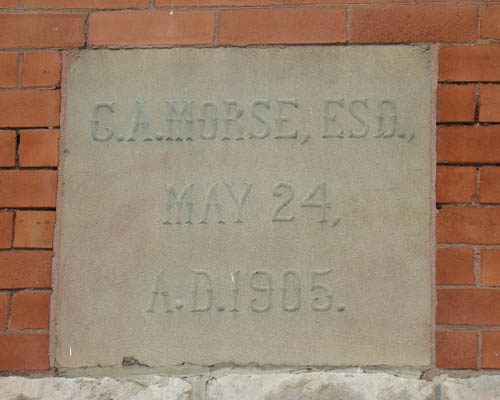 C.A.MORSE, ESQ.,
MAY 24,
A.D.1905.